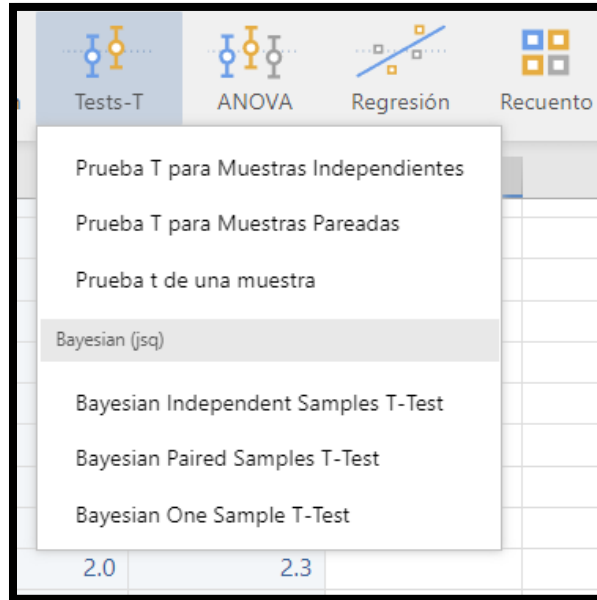 Tests-T
ANOVA
Regresión
Recuento
Prueba T para Muestras Independientes
Prueba T para Muestras Pareadas
Prueba t de una muestra
Bayesian (jsq)
Bayesian Independent Samples T-Test
Bayesian Paired Samples T-Test
Bayesian One Sample T-Test
2.0 2.3